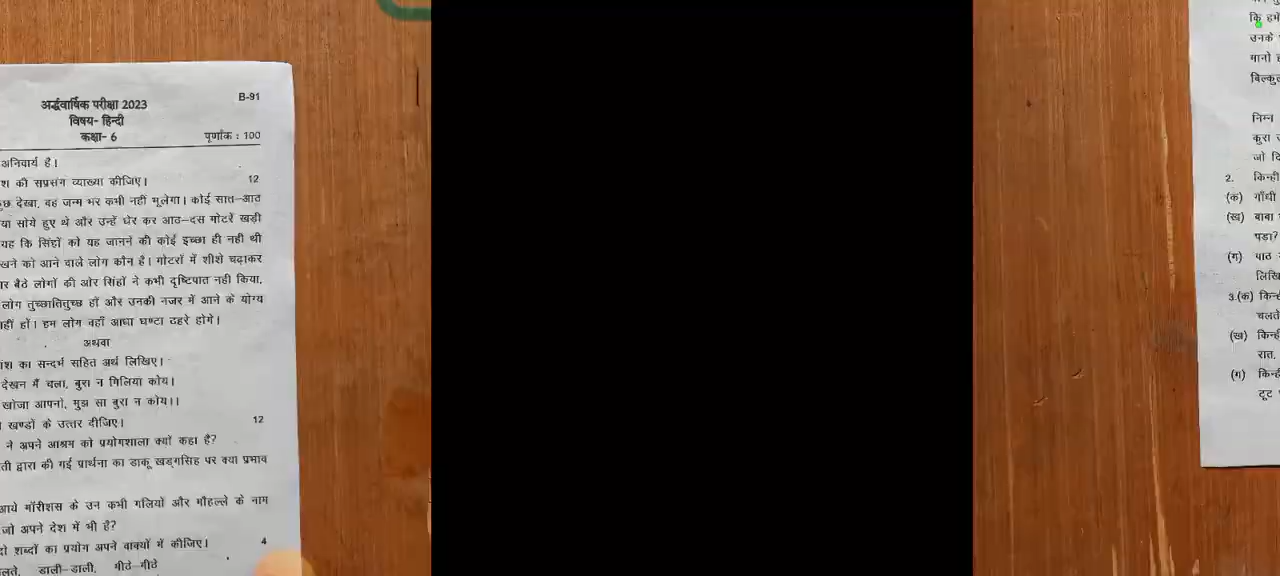 B-91
अर्द्धवार्षिक परीक्षा 2023
विषय- हिन्दी
कक्षा- 6 पूर्णांक : 100
अनिवार्य है।
श की सप्रसंग व्याख्या कीजिए। 12
कुछ देखा, वह जन्म भर कभी नहीं भूलेगा। कोई सात-आठ
या सोये हुए थे और उन्हें घेर कर आठ-दस मोटरें खड़ी
यह कि सिंहों को यह जानने की कोई इच्छा ही नही थी
खने को आने वाले लोग कौन है। मोटरों में शीशे चढ़ाकर
र बैठे लोगों की ओर सिंहों ने कभी दृष्टिपात नही किया,
लोग तुच्छातितुच्छ हों और उनकी नजर में आने के योग्य
हीं हों। हम लोग वहाँ आधा घण्टा ठहरे होंगे।
अथवा
ंश का सन्दर्भ सहित अर्थ लिखिए।
देखन मैं चला, बुरा न मिलिया कोय।
खोजा आपनो, मुझ सा बुरा न कोय।।
खण्डों के उत्तर दीजिए। 12
ने अपने आश्रम को प्रयोगशाला क्यों कहा है?
ती द्वारा की गई प्रार्थना का डाकू खड्गसिंह पर क्या प्रभाव
आये मॉरीशस के उन कभी गलियों और मौहल्ले के नाम
जो अपने देश में भी है?
दो शब्दों का प्रयोग अपने वाक्यों में कीजिए। 4
लते, डाली-डाली, मीठे-मीठे
कि हमें
उनके
मानो ह
बिल्कुल
निम्न
कुरा
जो दि
2. किन्ही
(क) गाँधी
(ख) बाबा
पड़ा?
(ग) पाठ
लिखि
3.(क) किन्ही
चलते
(ख) किन्ही
रात,
(ग) किन्ही
टूट